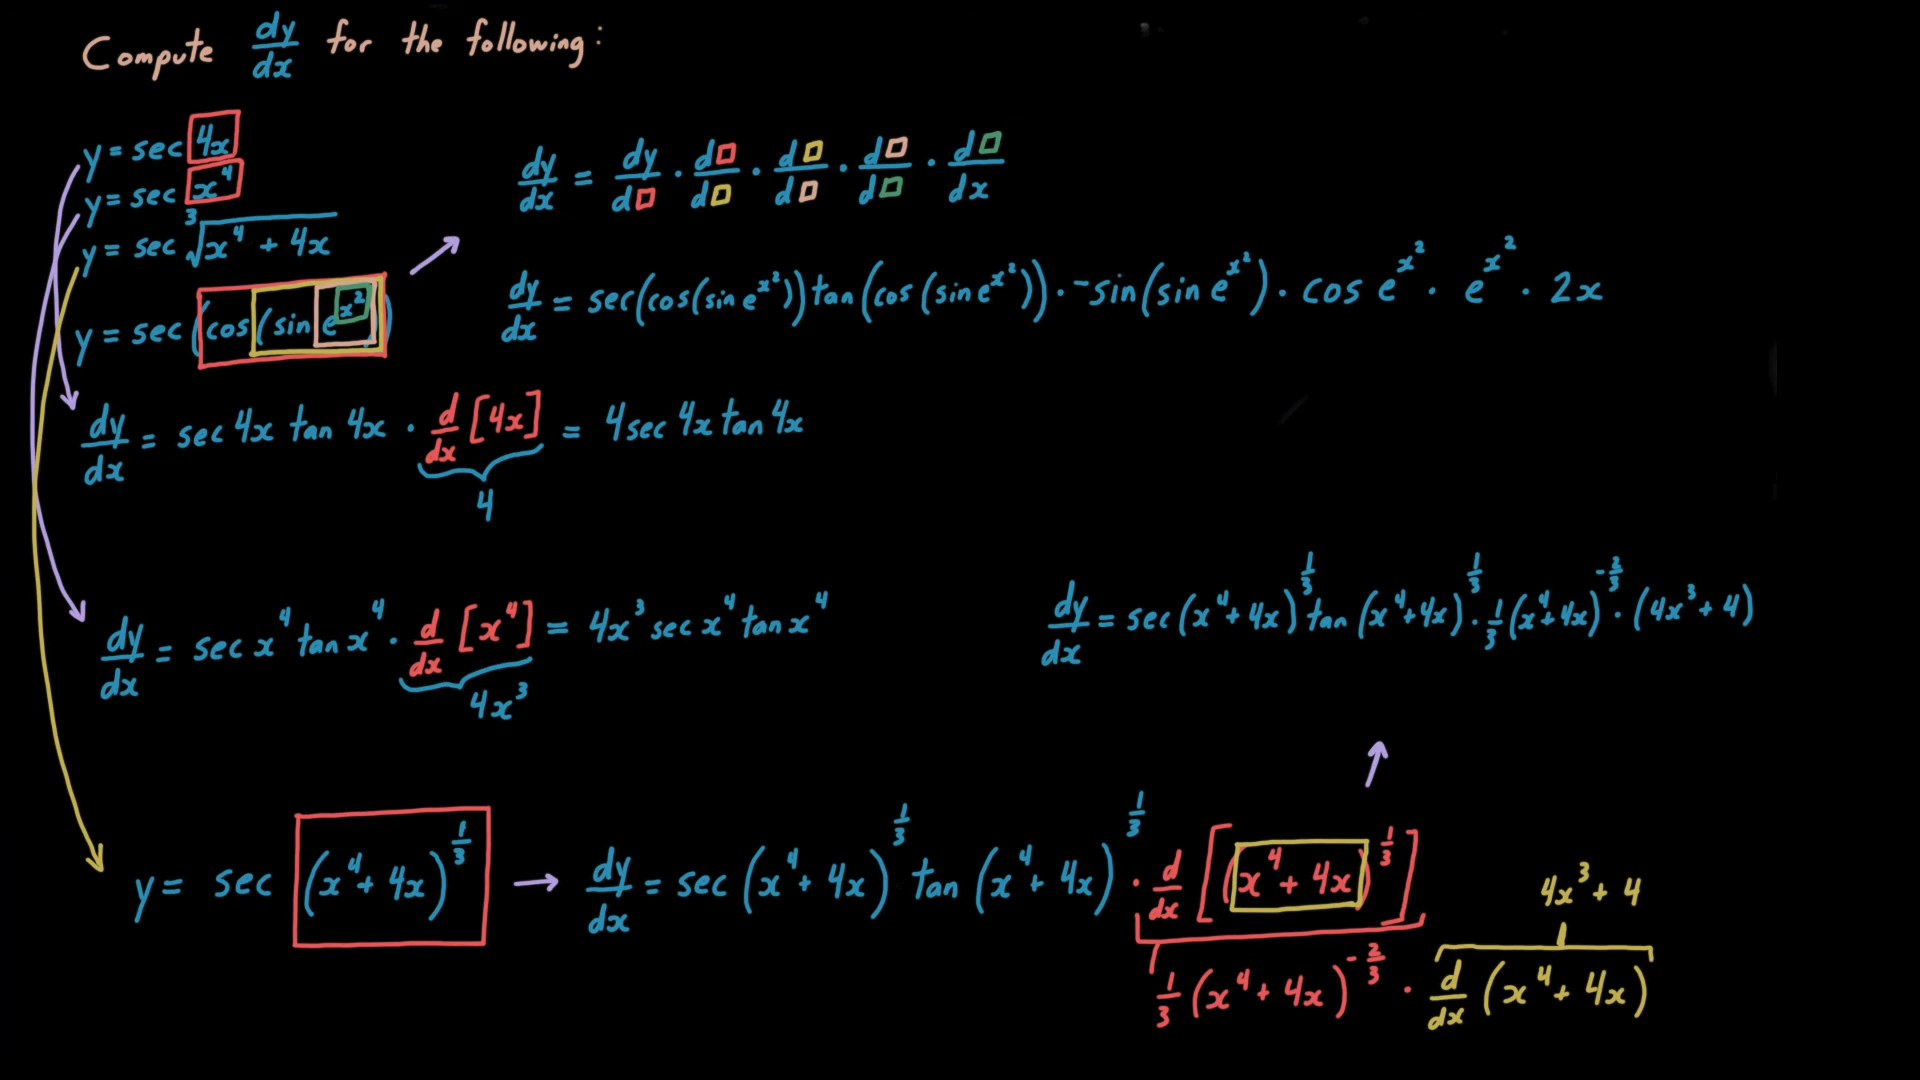 Compute dy/dx for the following:
y = sec 4x
y = sec x⁴
y = sec ∛(x⁴ + 4x)
y = sec (cos (sin e^x²))
dy/dx = dy/d□ · d□/d□ · d□/d□ · d□/d□ · d□/dx
dy/dx = sec(cos(sin e^x²)) tan(cos(sin e^x²)) · -sin(sin e^x²) · cos e^x² · e^x² · 2x
dy/dx = sec 4x tan 4x · d/dx [4x] = 4 sec 4x tan 4x
4
dy/dx = sec x⁴ tan x⁴ · d/dx [x⁴] = 4x³ sec x⁴ tan x⁴
4x³
dy/dx = sec (x⁴ + 4x)^1/3 tan (x⁴ + 4x)^1/3 · 1/3 (x⁴ + 4x)^-2/3 · (4x³ + 4)
y = sec (x⁴ + 4x)^1/3 → dy/dx = sec (x⁴ + 4x)^1/3 tan (x⁴ + 4x)^1/3 · d/dx [(x⁴ + 4x)^1/3]
4x³ + 4
1/3 (x⁴ + 4x)^-2/3 · d/dx (x⁴ + 4x)